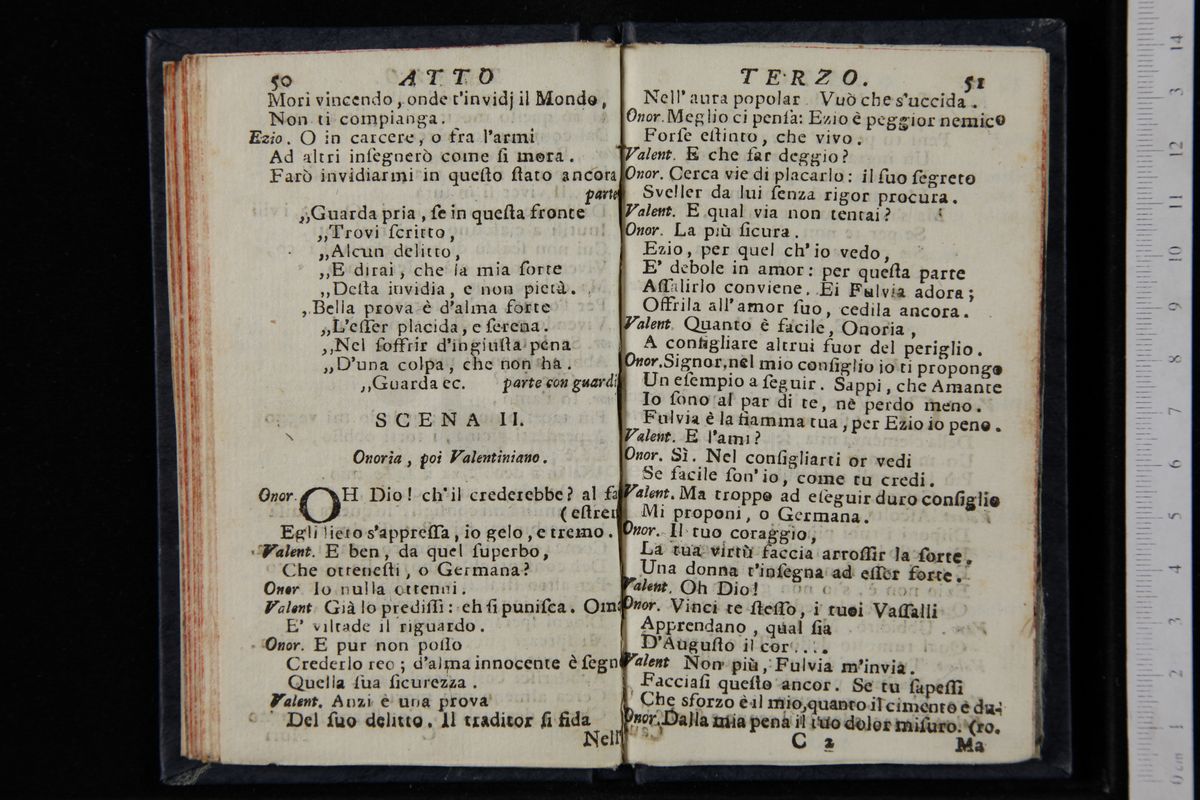 50 ATTO
Mori vincendo, onde t'invidj il Mondo,
Non ti compianga.
Ezio. O in carcere, o fra l'armi
Ad altri inſegnerò come ſi mora.
Farò invidiarmi in queſto ſtato ancora
parte
„Guarda pria, ſe in queſta fronte
„Trovi ſcritto,
„Alcun delitto,
„E dirai, che la mia ſorte
„Deſta invidia, e non pietà.
„Bella prova è d'alma forte
„L'eſſer placida, e ſerena.
„Nel ſoffrir d'ingiuſta pena
„D'una colpa, che non ha.
„Guarda ec. parte con guardi
SCENA II.
Onoria, poi Valentiniano.
Onor. OH Dio! ch'il crederebbe? al fa
(eſtrem
Egli lieto s'appreſſa, io gelo, e tremo.
Valent. E ben, da quel ſuperbo,
Che otteneſti, o Germana?
Onor Io nulla ottenni.
Valent Già lo prediſſi: eh ſi puniſca. Oma
E' viltade il riguardo.
Onor. E pur non poſſo
Crederlo reo; d'alma innocente è ſegn
Quella ſua ſicurezza.
Valent. Anzi è una prova
Del ſuo delitto. Il traditor ſi fida
Nell'
TERZO. 51
Nell' aura popolar. Vuò che s'uccida.
Onor. Meglio ci penſa: Ezio è peggior nemico
Forſe eſtinto, che vivo.
Valent. E che far deggio?
Onor. Cerca vie di placarlo: il ſuo ſegreto
Sveller da lui ſenza rigor procura.
Valent. E qual via non tentai?
Onor. La più ſicura.
Ezio, per quel ch'io vedo,
E' debole in amor: per queſta parte
Aſſalirlo conviene. Ei Fulvia adora;
Offrila all'amor ſuo, cedila ancora.
Valent. Quanto è facile, Onoria,
A conſigliare altrui fuor del periglio.
Onor. Signor, nel mio conſiglio io ti propongo
Un eſempio a ſeguir. Sappi, che Amante
Io ſono al par di te, nè perdo meno.
Fulvia è la fiamma tua, per Ezio io peno.
Valent. E l'ami?
Onor. Sì. Nel conſigliarti or vedi
Se facile ſon'io, come tu credi.
Valent. Ma troppo ad eſeguir duro conſiglio
Mi proponi, o Germana.
Onor. Il tuo coraggio,
La tua virtù faccia arroſſir la ſorte.
Una donna t'inſegna ad eſſer forte.
Valent. Oh Dio!
Onor. Vinci te ſteſſo, i tuoi Vaſſalli
Apprendano, qual ſia
D'Auguſto il cor....
Valent Non più, Fulvia m'invia.
Facciaſi queſto ancor. Se tu ſapeſſi
Che sforzo è il mio, quanto il cimento è du-
Onor. Dalla mia pena il tuo dolor miſuro. (ro.
C 2 Ma